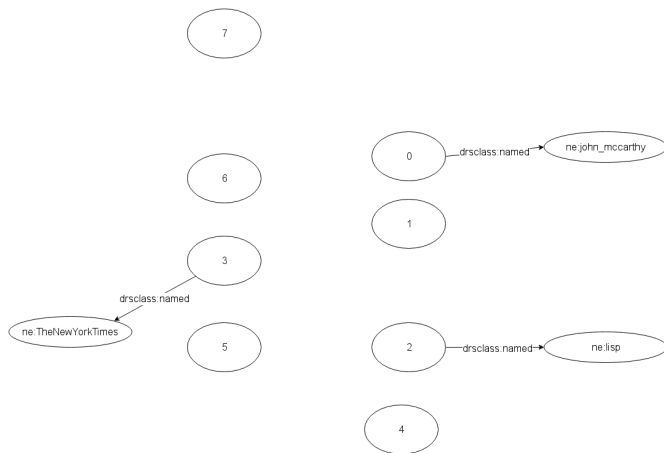 7
0
drsclass:named
ne:john_mccarthy
6
1
3
drsclass:named
ne:TheNewYorkTimes
5
2
drsclass:named
ne:lisp
4